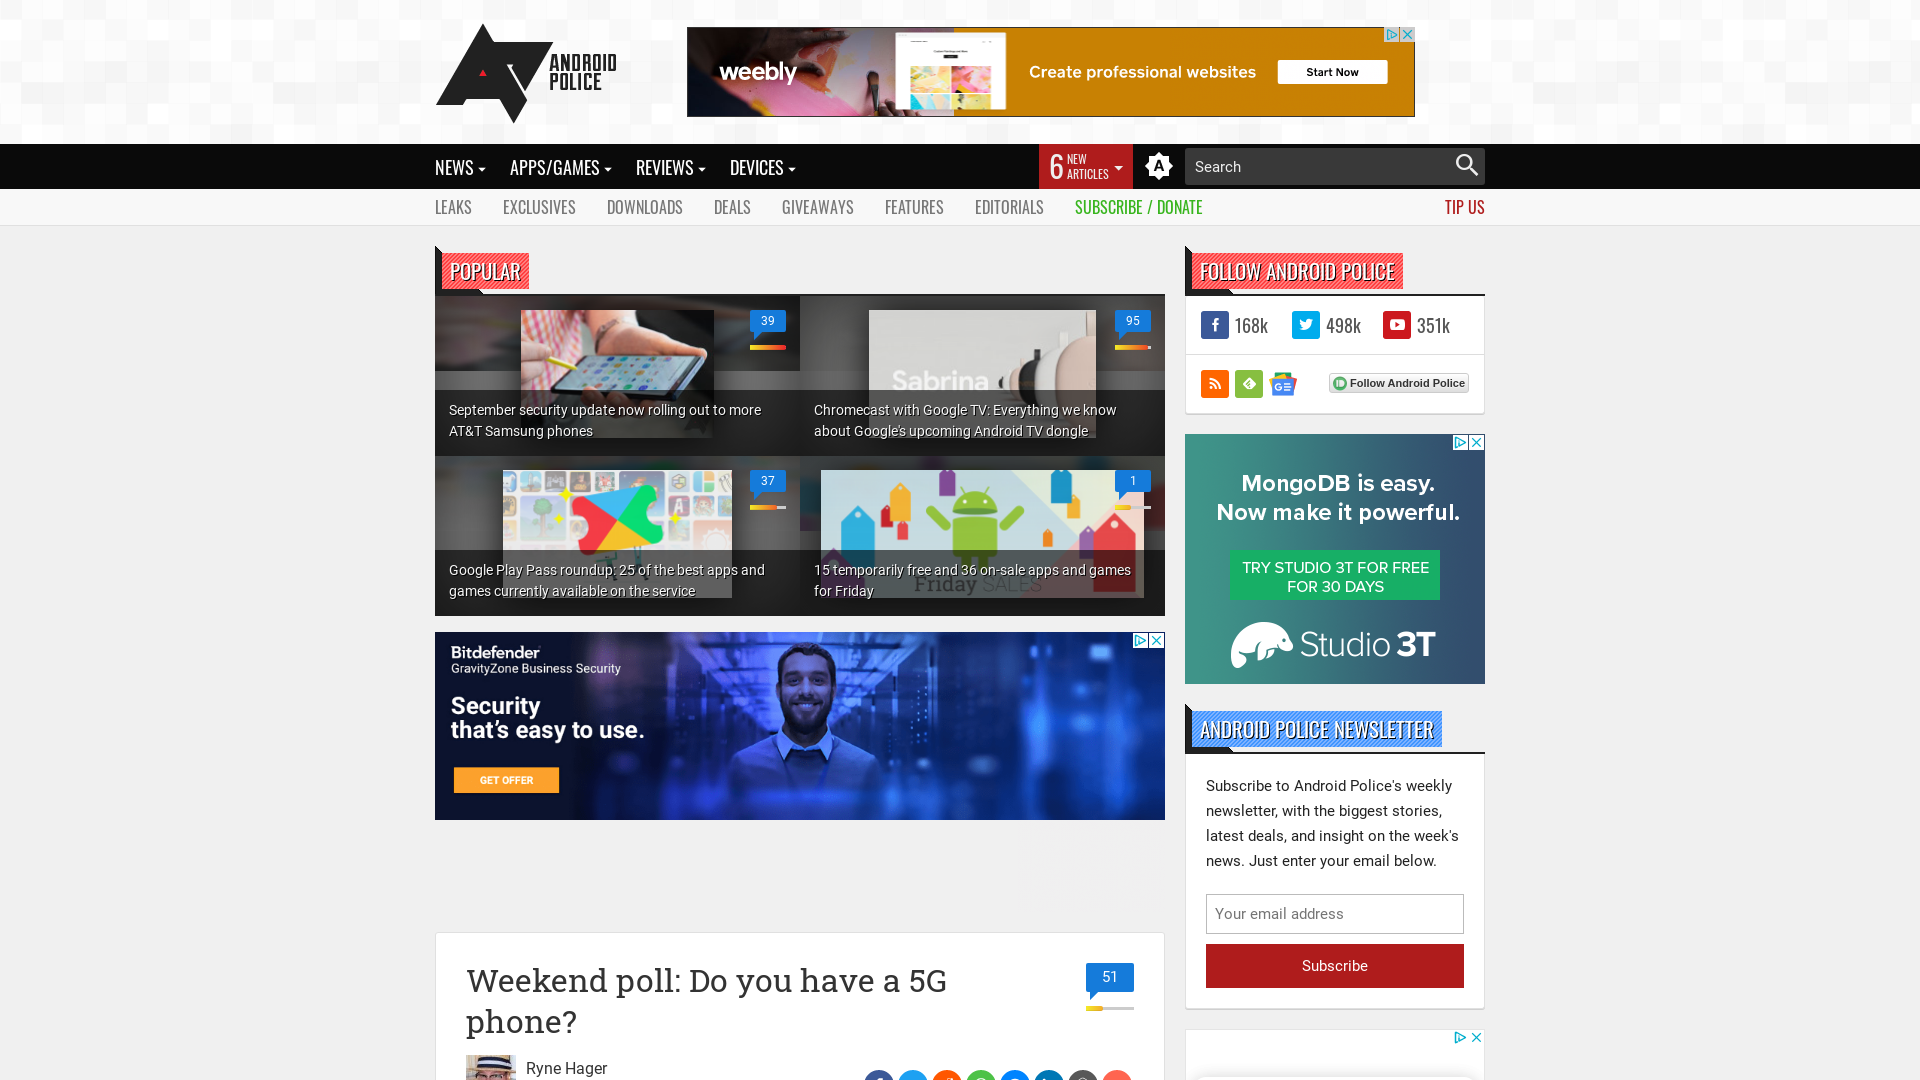 ANDROID
POLICE
weebly
Create professional websites
Start Now
NEWS
APPS/GAMES
REVIEWS
DEVICES
6
NEW
ARTICLES
A
Search
LEAKS
EXCLUSIVES
DOWNLOADS
DEALS
GIVEAWAYS
FEATURES
EDITORIALS
SUBSCRIBE / DONATE
TIP US
POPULAR
39
September security update now rolling out to more
AT&T Samsung phones
95
Sabrina
Chromecast with Google TV: Everything we know
about Google's upcoming Android TV dongle
37
Google Play Pass roundup: 25 of the best apps and
games currently available on the service
1
15 temporarily free and 36 on-sale apps and games
for Friday
Friday SALES
Bitdefender
GravityZone Business Security
Security
that's easy to use.
GET OFFER
Weekend poll: Do you have a 5G
phone?
51
Ryne Hager
FOLLOW ANDROID POLICE
168k
498k
351k
Follow Android Police
MongoDB is easy.
Now make it powerful.
TRY STUDIO 3T FOR FREE
FOR 30 DAYS
Studio 3T
ANDROID POLICE NEWSLETTER
Subscribe to Android Police's weekly
newsletter, with the biggest stories,
latest deals, and insight on the week's
news. Just enter your email below.
Your email address
Subscribe